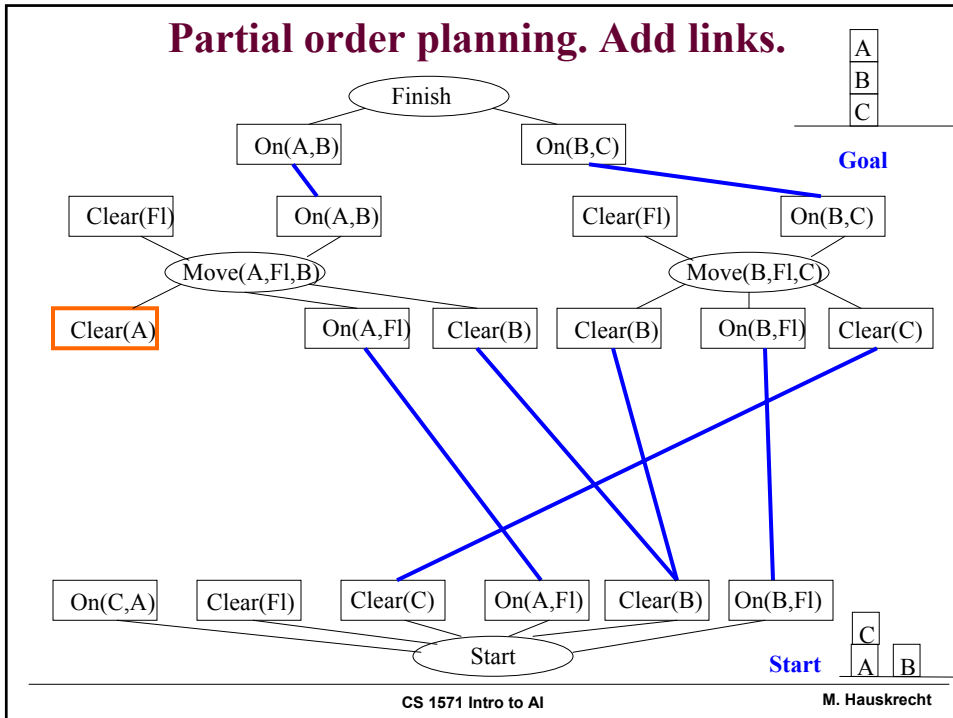 Partial order planning. Add links.
A
B
C
Finish
On(A,B)
On(B,C)
Goal
Clear(Fl)
On(A,B)
Clear(Fl)
On(B,C)
Move(A,Fl,B)
Move(B,Fl,C)
Clear(A)
On(A,Fl)
Clear(B)
Clear(B)
On(B,Fl)
Clear(C)
On(C,A)
Clear(Fl)
Clear(C)
On(A,Fl)
Clear(B)
On(B,Fl)
Start
Start
C
A B
CS 1571 Intro to AI
M. Hauskrecht